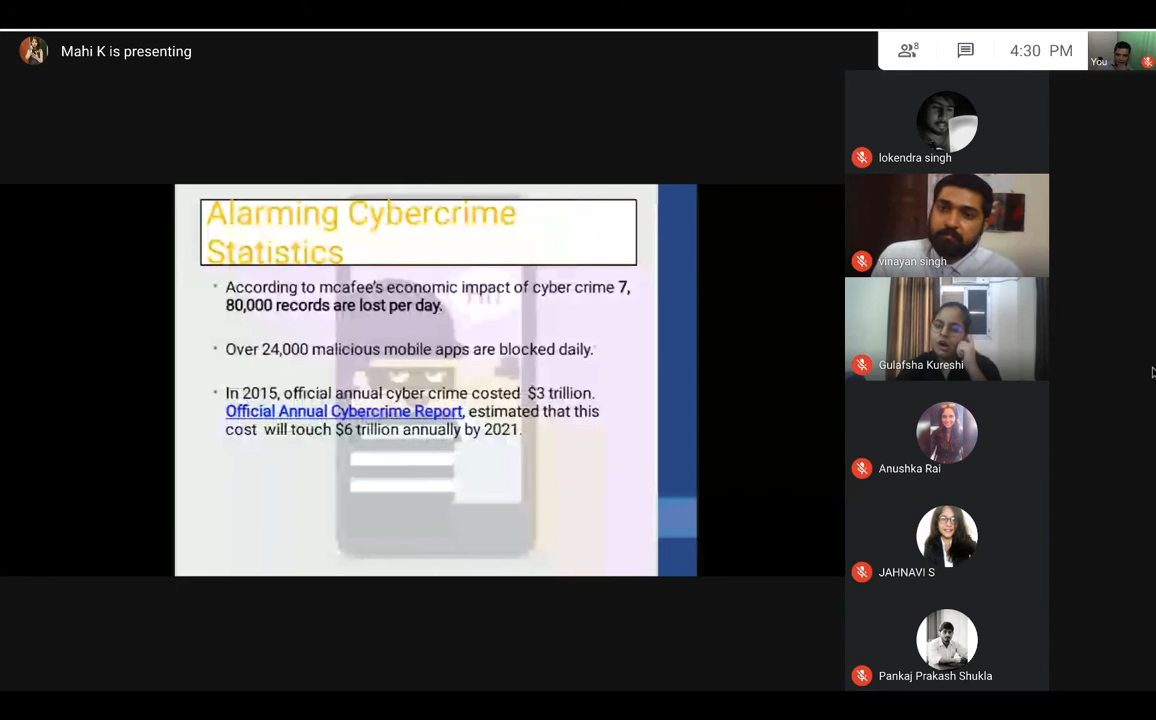 Mahi K is presenting
8
4:30 PM
You
Alarming Cybercrime
Statistics
According to mcafee's economic impact of cyber crime 7,
80,000 records are lost per day.
Over 24,000 malicious mobile apps are blocked daily.
In 2015, official annual cyber crime costed $3 trillion.
Official Annual Cybercrime Report, estimated that this
cost will touch $6 trillion annually by 2021.
lokendra singh
vinayan singh
Gulafsha Kureshi
Anushka Rai
JAHNAVI S
Pankaj Prakash Shukla